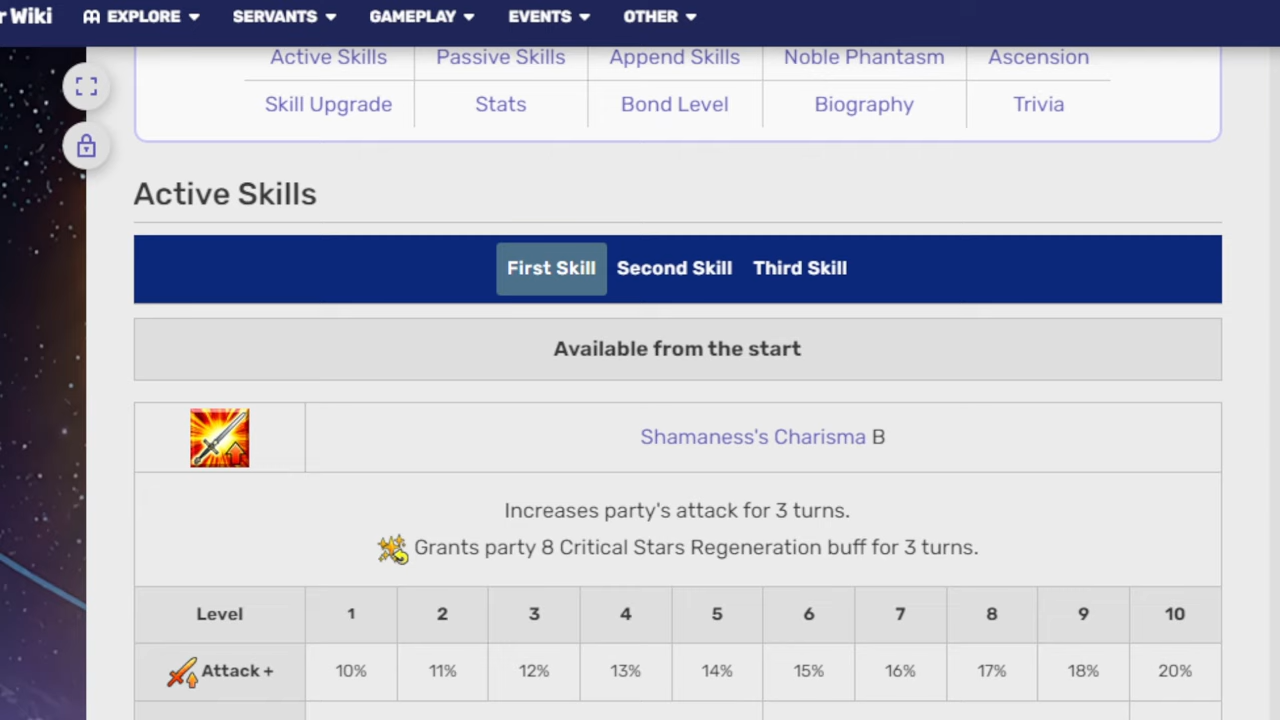 r Wiki EXPLORE SERVANTS GAMEPLAY EVENTS OTHER
Active Skills Passive Skills Append Skills Noble Phantasm Ascension
Skill Upgrade Stats Bond Level Biography Trivia
Active Skills
First Skill Second Skill Third Skill
Available from the start
Shamaness's Charisma B
Increases party's attack for 3 turns.
Grants party 8 Critical Stars Regeneration buff for 3 turns.
Level 1 2 3 4 5 6 7 8 9 10
Attack + 10% 11% 12% 13% 14% 15% 16% 17% 18% 20%